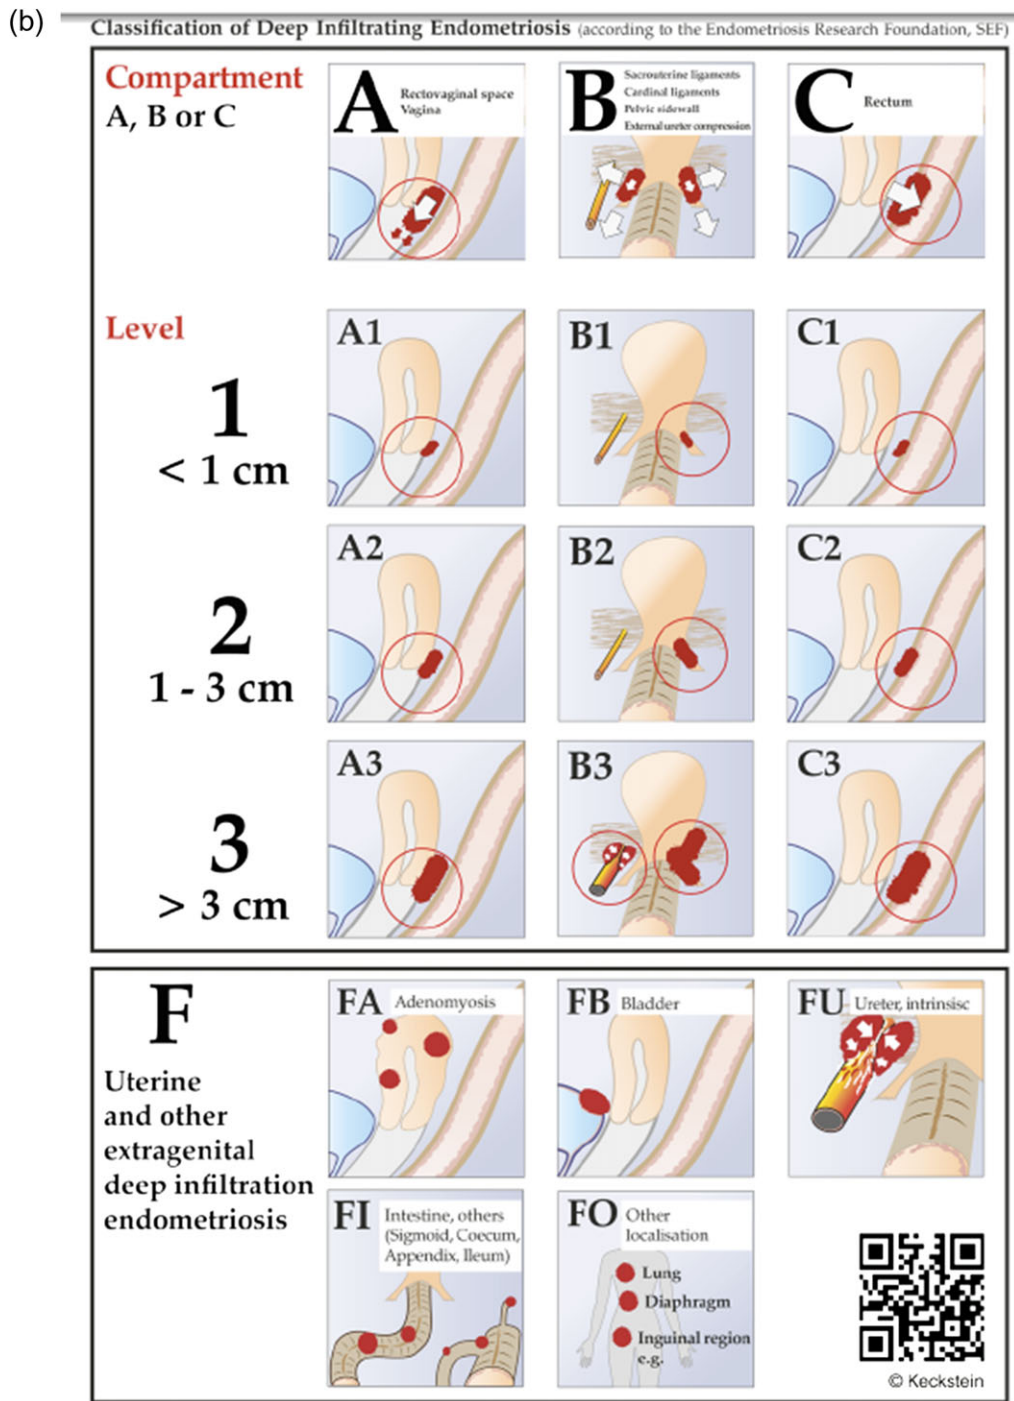 (b)
Classification of Deep Infiltrating Endometriosis (according to the Endometriosis Research Foundation, SEF)
Compartment
A, B or C
A
Rectovaginal space
Vagina
B
Sacrouterine ligaments
Cardinal ligaments
Pelvic sidewall
External ureter compression
C
Rectum
Level
1
< 1 cm
A1
B1
C1
2
1 - 3 cm
A2
B2
C2
3
> 3 cm
A3
B3
C3
F
Uterine
and other
extragenital
deep infiltration
endometriosis
FA Adenomyosis
FB Bladder
FU Ureter, intrinsisc
FI Intestine, others
(Sigmoid, Coecum,
Appendix, Ileum)
FO Other
localisation
Lung
Diaphragm
Inguinal region
e.g.
© Keckstein